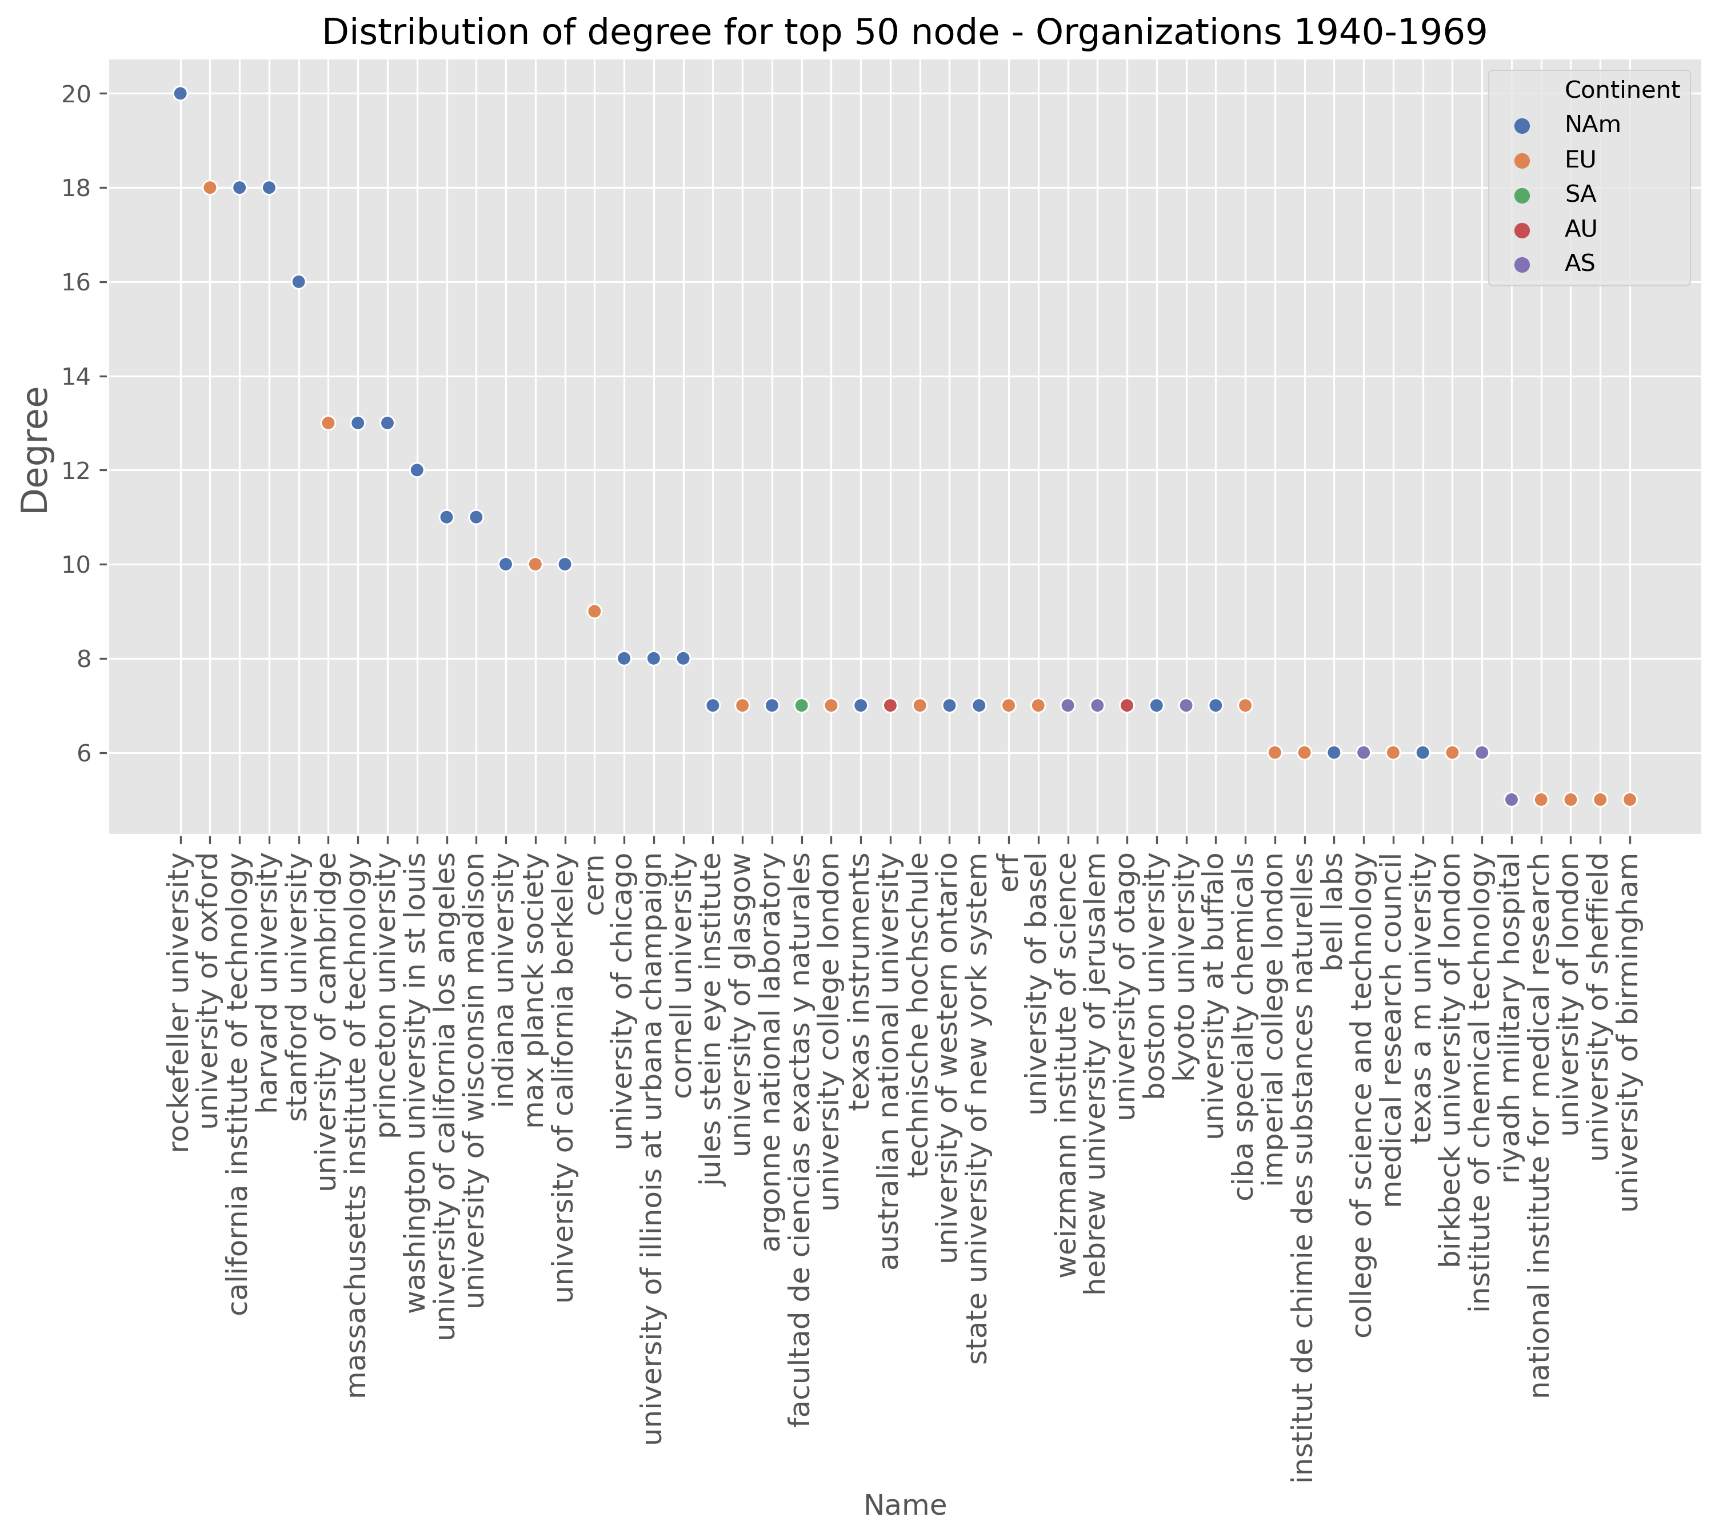 Distribution of degree for top 50 node - Organizations 1940-1969
Continent
NAm
EU
SA
AU
AS
Degree
20
18
16
14
12
10
8
6
rockefeller university
university of oxford
california institute of technology
harvard university
stanford university
university of cambridge
massachusetts institute of technology
princeton university
washington university in st louis
university of california los angeles
university of wisconsin madison
indiana university
max planck society
university of california berkeley
cern
university of chicago
university of illinois at urbana champaign
cornell university
jules stein eye institute
university of glasgow
argonne national laboratory
facultad de ciencias exactas y naturales
university college london
texas instruments
australian national university
technische hochschule
university of western ontario
state university of new york system
erf
university of basel
weizmann institute of science
hebrew university of jerusalem
university of otago
boston university
kyoto university
university at buffalo
ciba specialty chemicals
imperial college london
institut de chimie des substances naturelles
bell labs
college of science and technology
medical research council
texas a m university
birkbeck university of london
institute of chemical technology
riyadh military hospital
national institute for medical research
university of london
university of sheffield
university of birmingham
Name